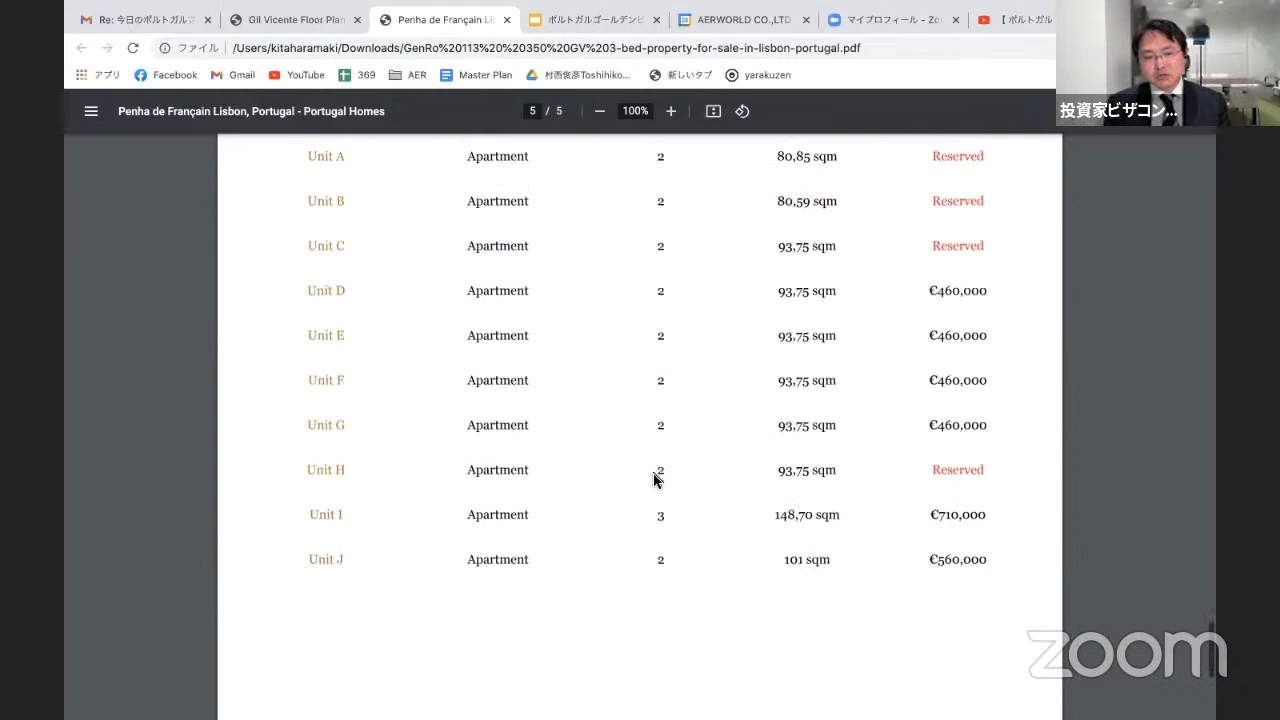 Re: 今日のポルトガルフ
GIl Vicente Floor Plan
Penha de Françain Li
ポルトガルゴールデンビ
AERWORLD CO.,LTD
マイプロフィール - Zo
【 ポルトガル
ファイル
/Users/kitaharamaki/Downloads/GenRo%20113%20%20350%20GV%203-bed-property-for-sale-in-lisbon-portugal.pdf
アプリ
Facebook
Gmail
YouTube
369
AER
Master Plan
村西俊彦Toshihiko...
新しいタブ
yarakuzen
投資家ビザコン...
Penha de Françain Lisbon, Portugal - Portugal Homes
5 / 5
100%
Unit A Apartment 2 80,85 sqm Reserved
Unit B Apartment 2 80,59 sqm Reserved
Unit C Apartment 2 93,75 sqm Reserved
Unit D Apartment 2 93,75 sqm €460,000
Unit E Apartment 2 93,75 sqm €460,000
Unit F Apartment 2 93,75 sqm €460,000
Unit G Apartment 2 93,75 sqm €460,000
Unit H Apartment 2 93,75 sqm Reserved
Unit I Apartment 3 148,70 sqm €710,000
Unit J Apartment 2 101 sqm €560,000
zoom